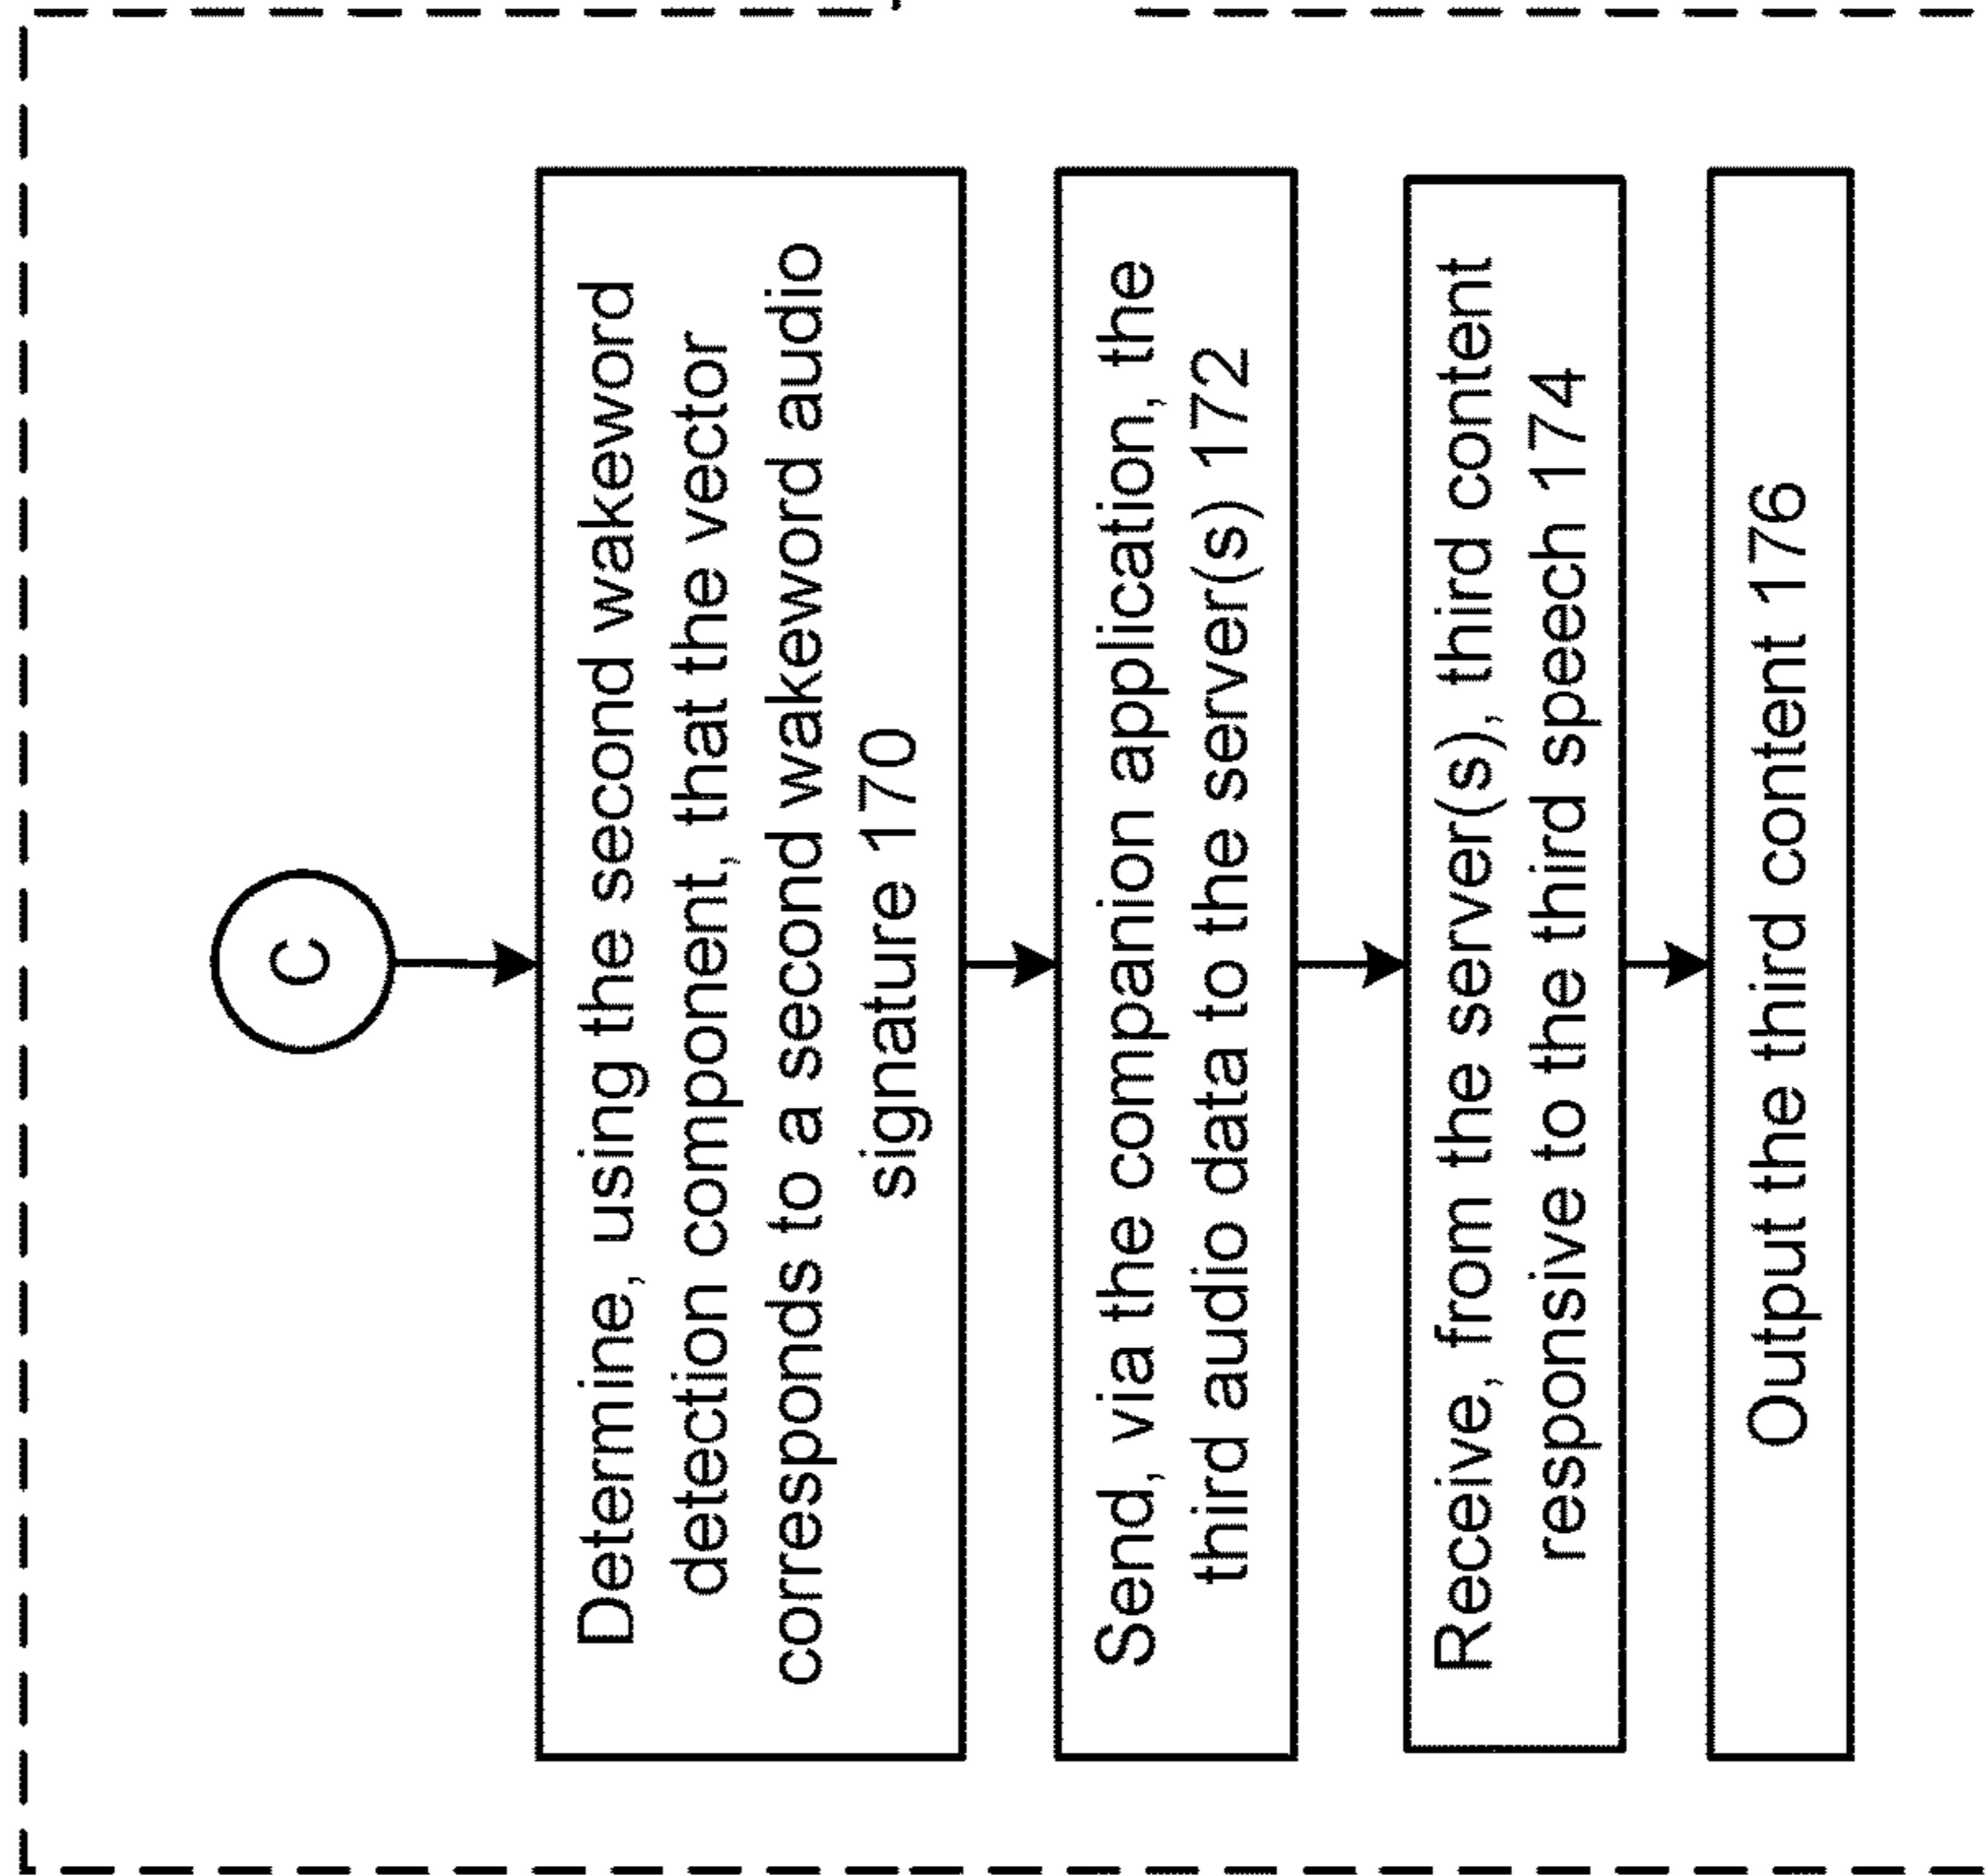 C
Determine, using the second wakeword
detection component, that the vector
corresponds to a second wakeword audio
signature 170
Send, via the companion application, the
third audio data to the server(s) 172
Receive, from the server(s), third content
responsive to the third speech 174
Output the third content 176